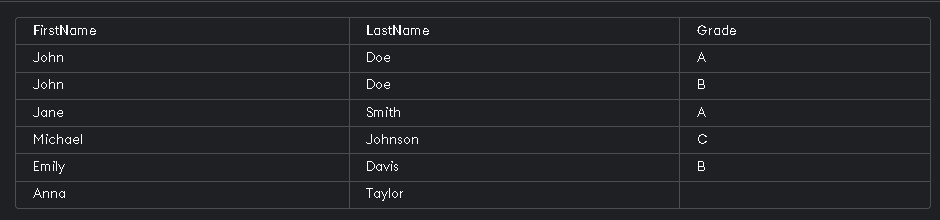 FirstName LastName Grade
John Doe A
John Doe B
Jane Smith A
Michael Johnson C
Emily Davis B
Anna Taylor